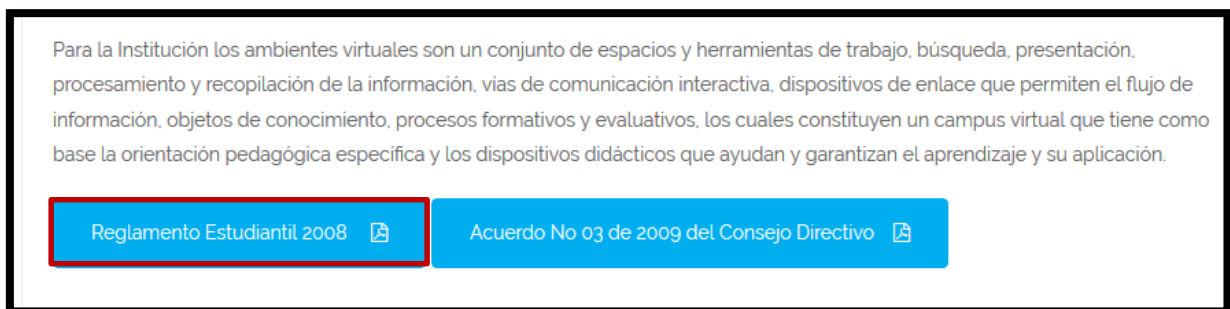 Para la Institución los ambientes virtuales son un conjunto de espacios y herramientas de trabajo, búsqueda, presentación,
procesamiento y recopilación de la información, vías de comunicación interactiva, dispositivos de enlace que permiten el flujo de
información, objetos de conocimiento, procesos formativos y evaluativos, los cuales constituyen un campus virtual que tiene como
base la orientación pedagógica específica y los dispositivos didácticos que ayudan y garantizan el aprendizaje y su aplicación.
Reglamento Estudiantil 2008
Acuerdo No 03 de 2009 del Consejo Directivo